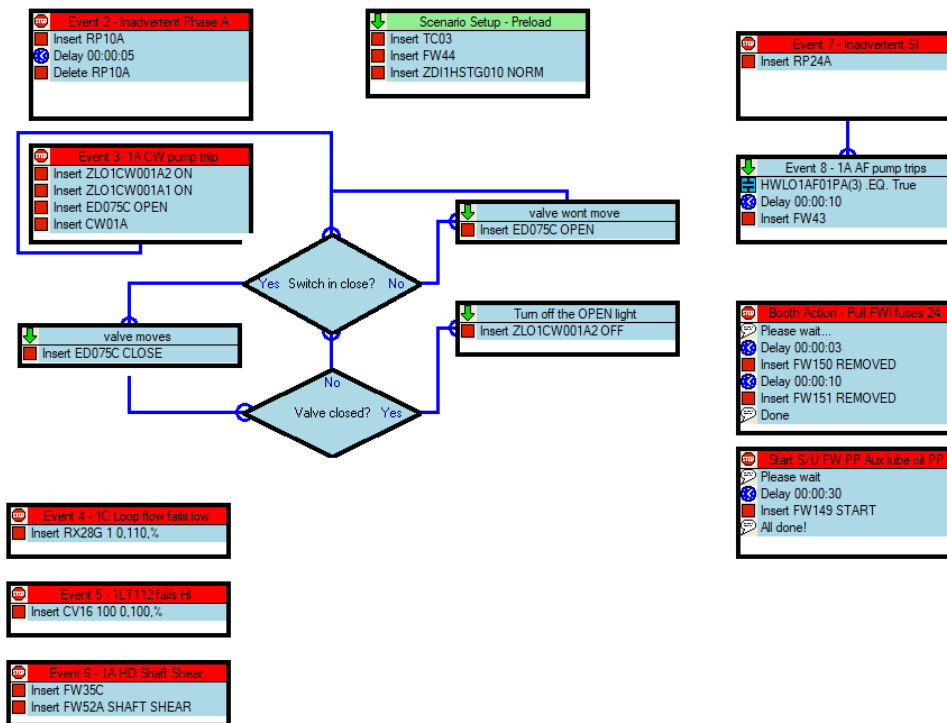 Event 2 - Inadvertent Phase A
Insert RP10A
Delay 00:00:05
Delete RP10A
Scenario Setup - Preload
Insert TC03
Insert FW44
Insert ZDI1HSTG010 NORM
Event 7 - Inadvertent SI
Insert RP24A
Event 3- 1A CW pump trip
Insert ZLO1CW001A2 ON
Insert ZLO1CW001A1 ON
Insert ED075C OPEN
Insert CW01A
Event 8 - 1A AF pump trips
HWLO1AF01PA(3) .EQ. True
Delay 00:00:10
Insert FW43
valve wont move
Insert ED075C OPEN
Yes Switch in close? No
valve moves
Insert ED075C CLOSE
Turn off the OPEN light
Insert ZLO1CW001A2 OFF
No
Valve closed? Yes
Booth Action - Pull FWI fuses 24
Please wait...
Delay 00:00:03
Insert FW150 REMOVED
Delay 00:00:10
Insert FW151 REMOVED
Done
Start S/U FW PP Aux lube oil PP
Please wait
Delay 00:00:30
Insert FW149 START
All done!
Event 4 - 1C Loop flow fails low
Insert RX28G 1 0,110,%
Event 5 - 1LT112 fails Hi
Insert CV16 100 0,100,%
Event 6 - 1A HD Shaft Shear
Insert FW35C
Insert FW52A SHAFT SHEAR